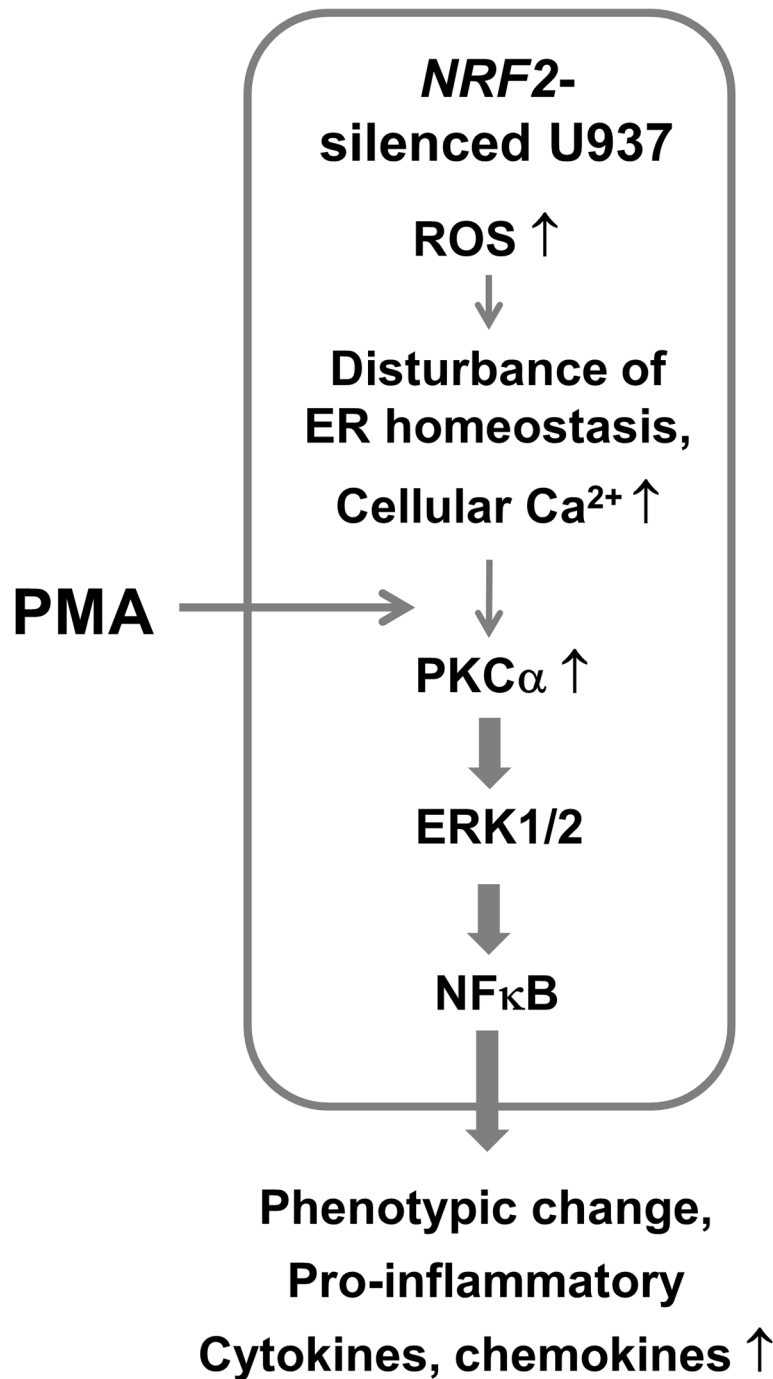 NRF2-
silenced U937
ROS ↑
Disturbance of
ER homeostasis,
Cellular Ca²⁺ ↑
PMA
PKCα ↑
ERK1/2
NFκB
Phenotypic change,
Pro-inflammatory
Cytokines, chemokines ↑